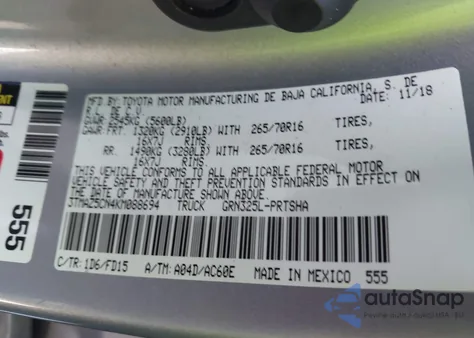 MFD.BY:TOYOTA MOTOR MANUFACTURING DE BAJA CALIFORNIA, S. DE
R.L. DE C.V. DATE: 11/18
GVWR (5600LB)
GAWR FRT. 1320KG (2910LB) WITH 265/70R16 TIRES,
16X7J RIMS.
RR. 1490KG (3280LB) WITH 265/70R16 TIRES,
16X7J RIMS.
THIS VEHICLE CONFORMS TO ALL APPLICABLE FEDERAL MOTOR
VEHICLE SAFETY AND THEFT PREVENTION STANDARDS IN EFFECT ON
THE DATE OF MANUFACTURE SHOWN ABOVE.
3TMAZ5CN4KM088694 TRUCK GRN325L-PRTSHA
C/TR: 1D6/FD15 A/TM: A04D/AC60E MADE IN MEXICO 555
555
autoSnap